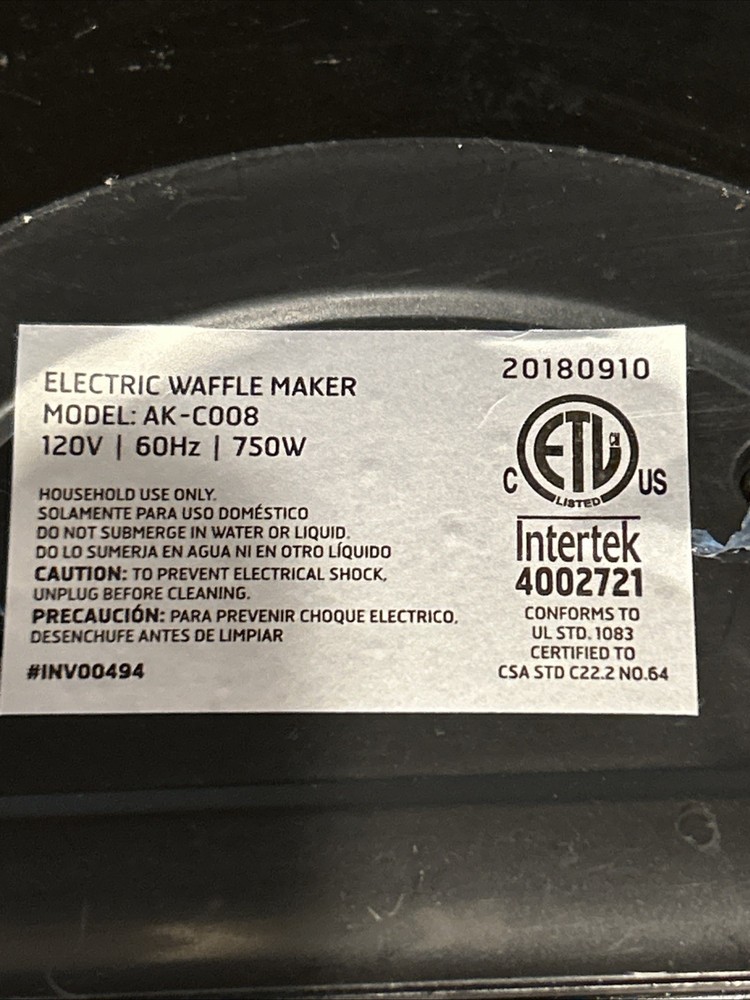 ELECTRIC WAFFLE MAKER
MODEL: AK-C008
120V | 60Hz | 750W
HOUSEHOLD USE ONLY.
SOLAMENTE PARA USO DOMÉSTICO
DO NOT SUBMERGE IN WATER OR LIQUID.
DO LO SUMERJA EN AGUA NI EN OTRO LÍQUIDO
CAUTION: TO PREVENT ELECTRICAL SHOCK,
UNPLUG BEFORE CLEANING.
PRECAUCIÓN: PARA PREVENIR CHOQUE ELECTRICO,
DESENCHUFE ANTES DE LIMPIAR
#INV00494
20180910
ETL CM
LISTED
C US
Intertek
4002721
CONFORMS TO
UL STD. 1083
CERTIFIED TO
CSA STD C22.2 NO.64